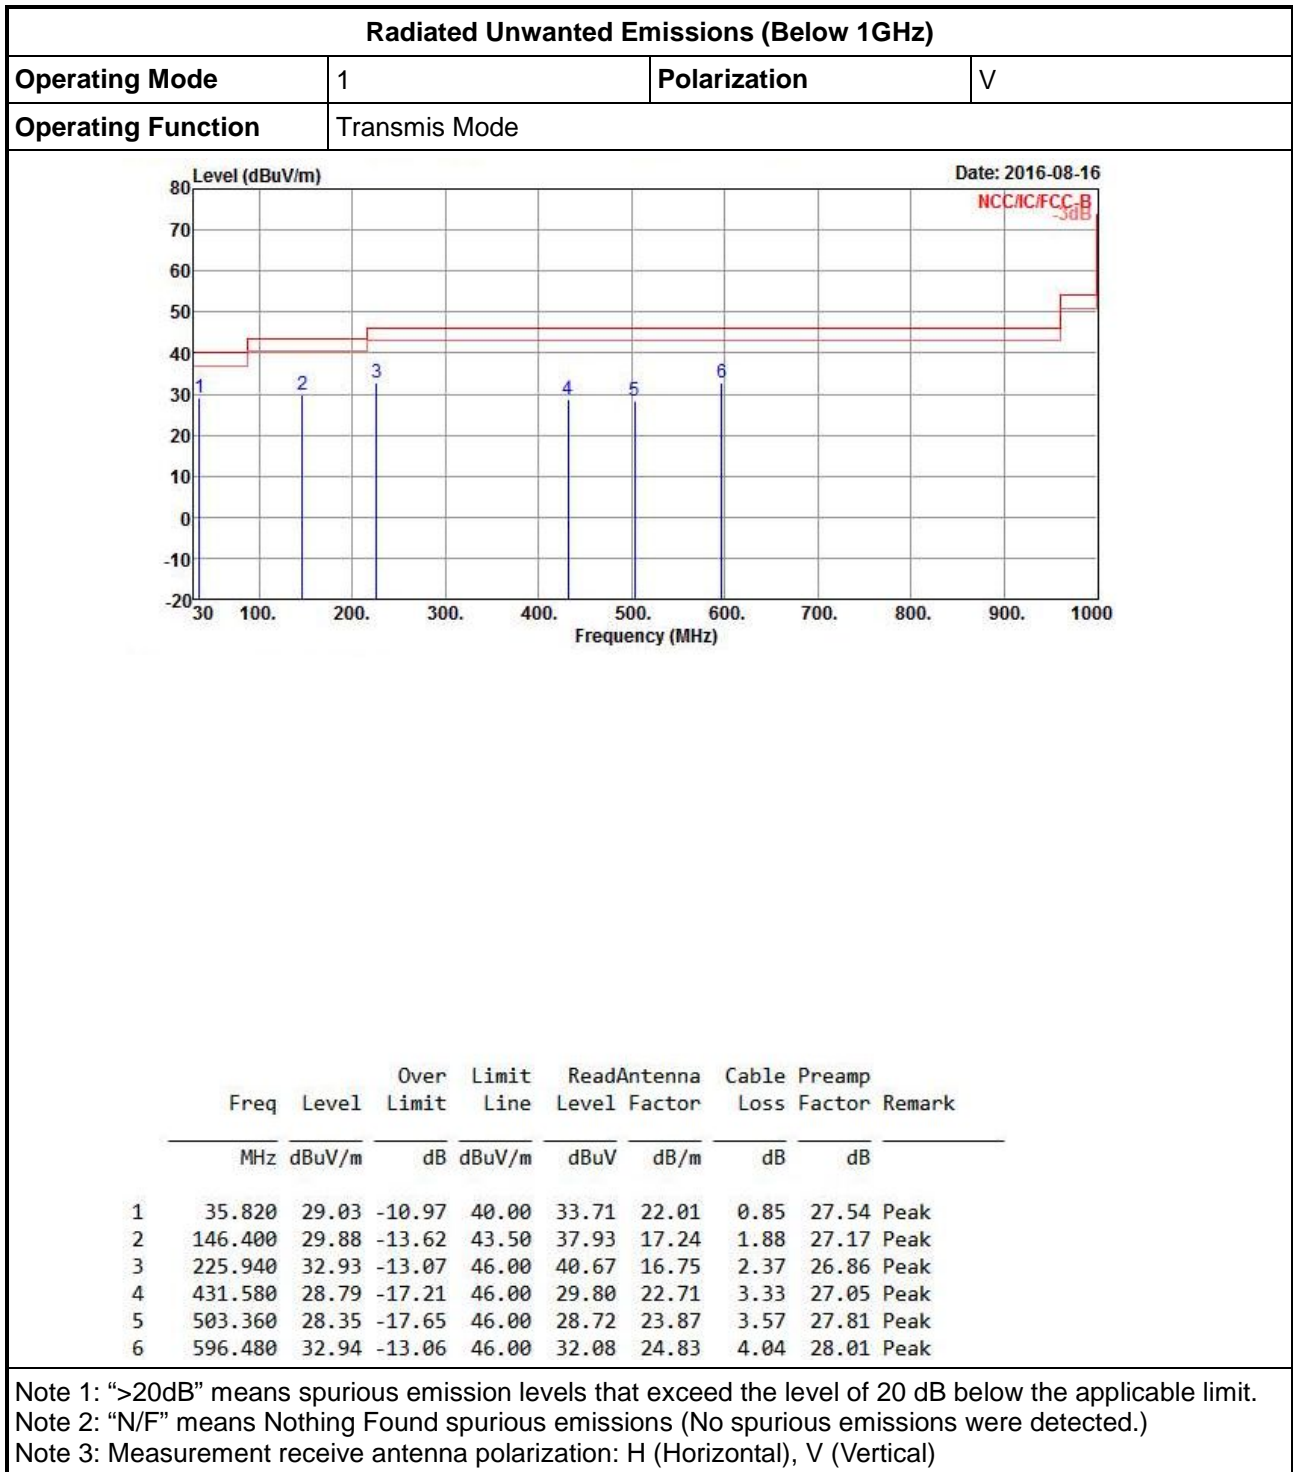 Radiated Unwanted Emissions (Below 1GHz)
Operating Mode 1 Polarization V
Operating Function Transmis Mode
Level (dBuV/m) Date: 2016-08-16
80
NCC/IC/FCC-B
-3dB
70
60
50
40
30
20
10
0
-10
-20
1 2 3 4 5 6
30 100. 200. 300. 400. 500. 600. 700. 800. 900. 1000
Frequency (MHz)
Over Limit ReadAntenna Cable Preamp
Freq Level Limit Line Level Factor Loss Factor Remark
MHz dBuV/m dB dBuV/m dBuV dB/m dB dB
1 35.820 29.03 -10.97 40.00 33.71 22.01 0.85 27.54 Peak
2 146.400 29.88 -13.62 43.50 37.93 17.24 1.88 27.17 Peak
3 225.940 32.93 -13.07 46.00 40.67 16.75 2.37 26.86 Peak
4 431.580 28.79 -17.21 46.00 29.80 22.71 3.33 27.05 Peak
5 503.360 28.35 -17.65 46.00 28.72 23.87 3.57 27.81 Peak
6 596.480 32.94 -13.06 46.00 32.08 24.83 4.04 28.01 Peak
Note 1: “>20dB” means spurious emission levels that exceed the level of 20 dB below the applicable limit.
Note 2: “N/F” means Nothing Found spurious emissions (No spurious emissions were detected.)
Note 3: Measurement receive antenna polarization: H (Horizontal), V (Vertical)